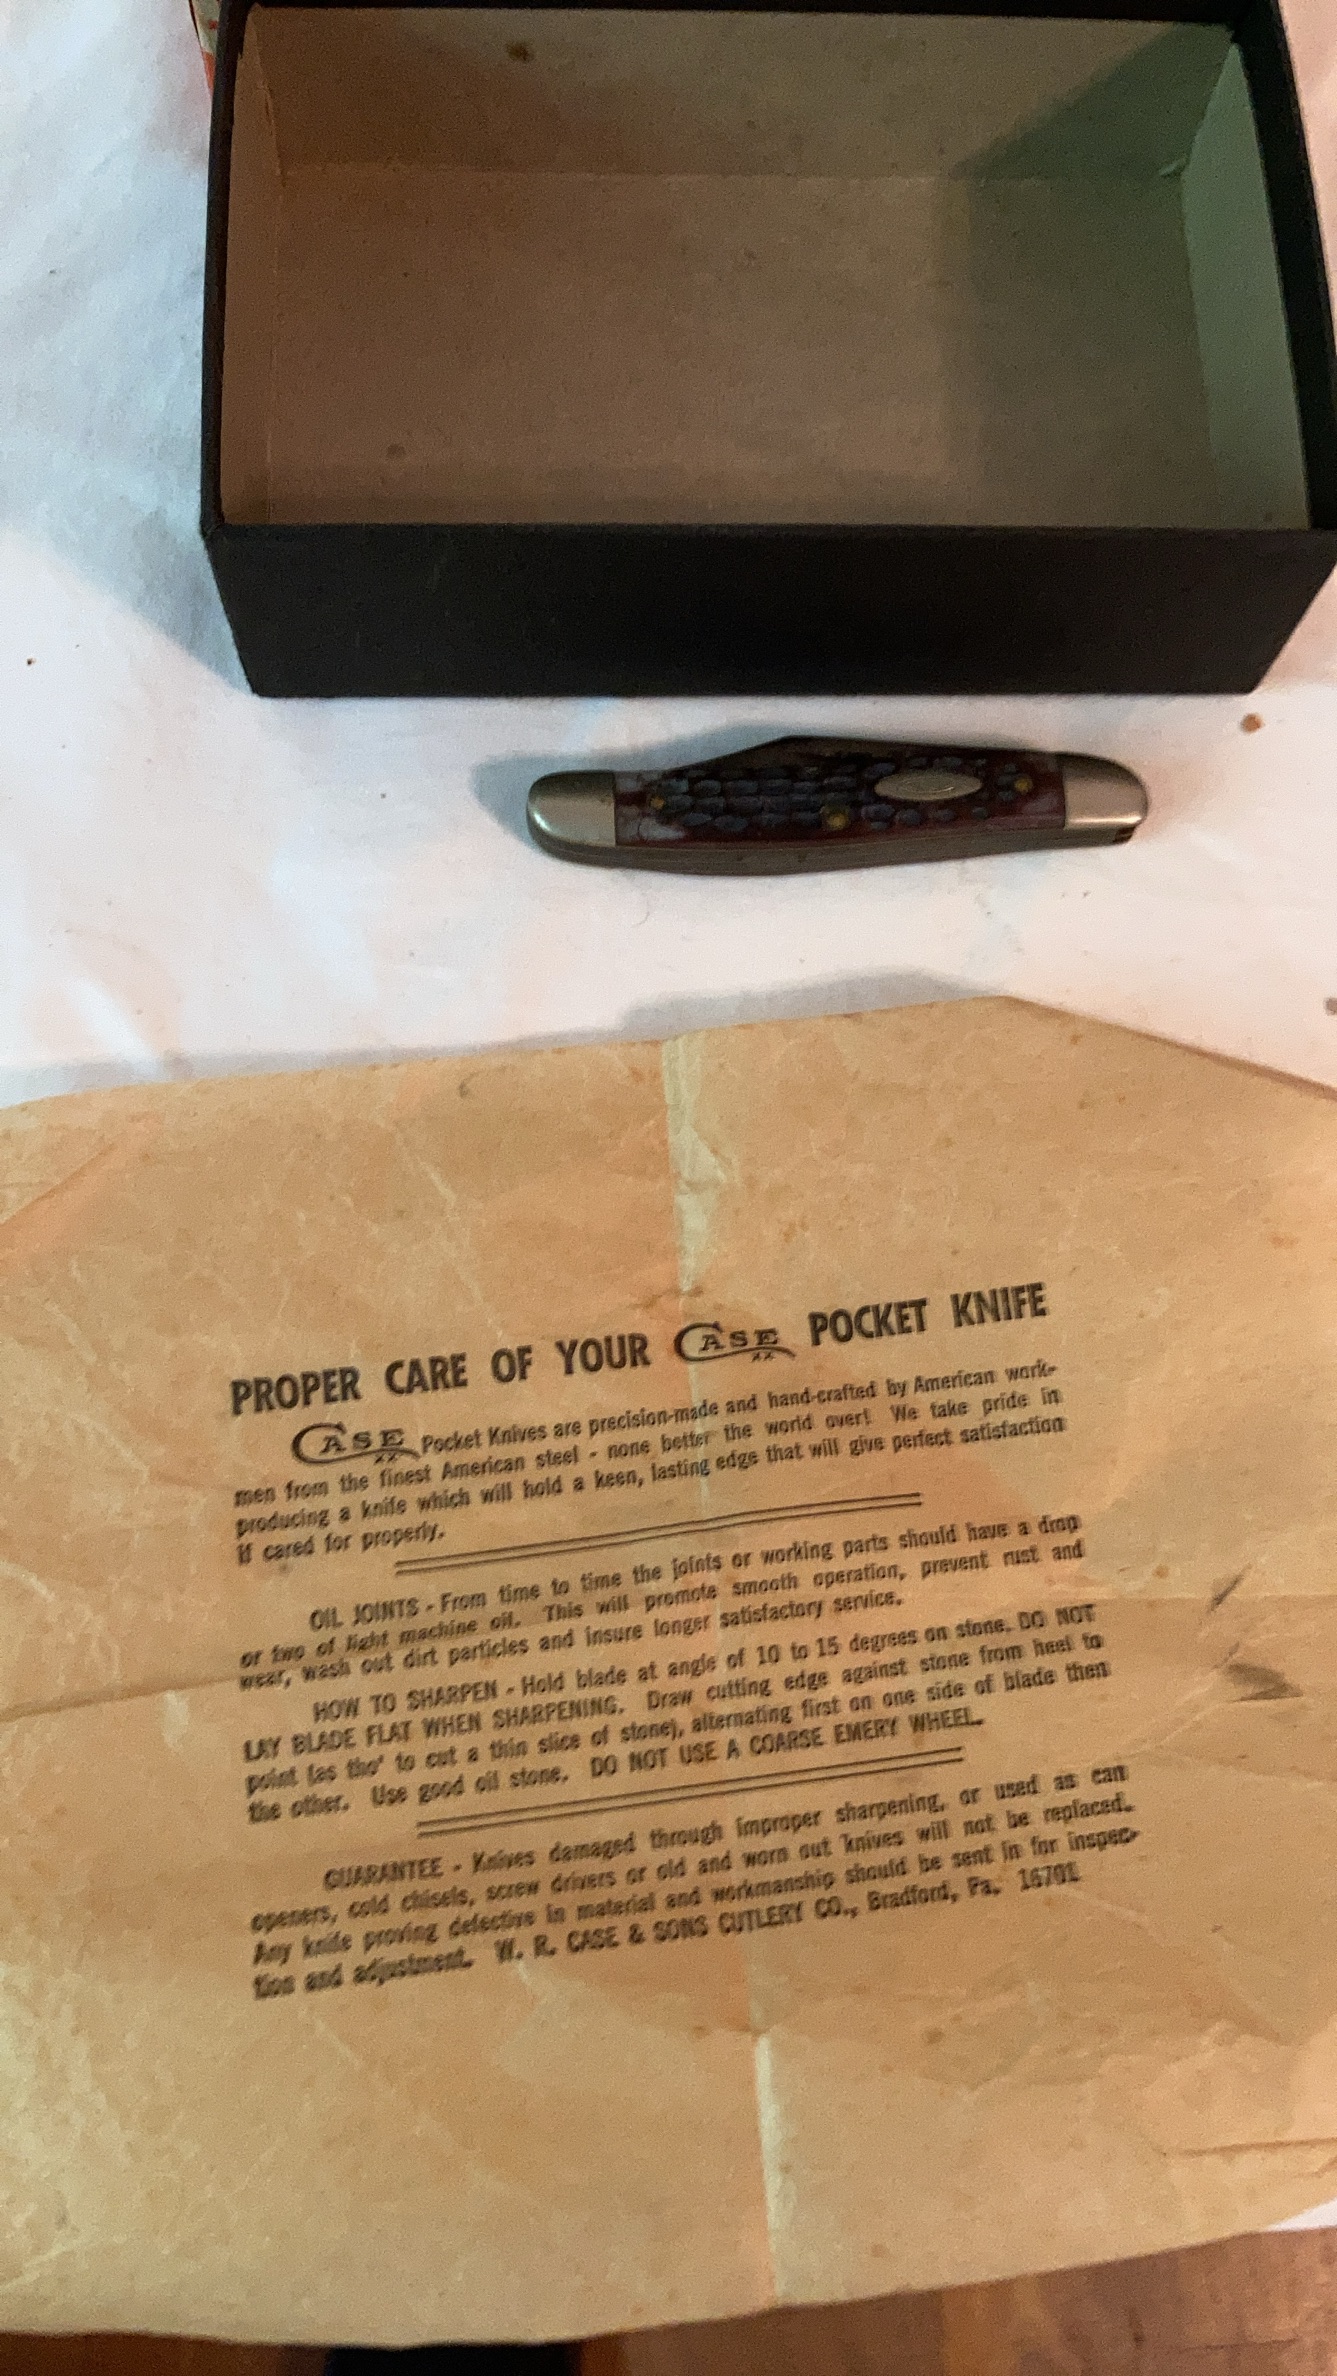 PROPER CARE OF YOUR CASE XX POCKET KNIFE
CASE XX Pocket Knives are precision-made and hand-crafted by American work-
men from the finest American steel - none better the world over! We take pride in
producing a knife which will hold a keen, lasting edge that will give perfect satisfaction
if cared for properly.
OIL JOINTS - From time to time the joints or working parts should have a drop
or two of light machine oil. This will promote smooth operation, prevent rust and
wear, wash out dirt particles and insure longer satisfactory service.
HOW TO SHARPEN - Hold blade at angle of 10 to 15 degrees on stone. DO NOT
LAY BLADE FLAT WHEN SHARPENING. Draw cutting edge against stone from heel to
point (as tho' to cut a thin slice of stone), alternating first on one side of blade then
the other. Use good oil stone. DO NOT USE A COARSE EMERY WHEEL.
GUARANTEE - Knives damaged through improper sharpening, or used as can
openers, cold chisels, screw drivers or old and worn out knives will not be replaced.
Any knife proving defective in material and workmanship should be sent in for inspec-
tion and adjustment. W. R. CASE & SONS CUTLERY CO., Bradford, Pa. 16701